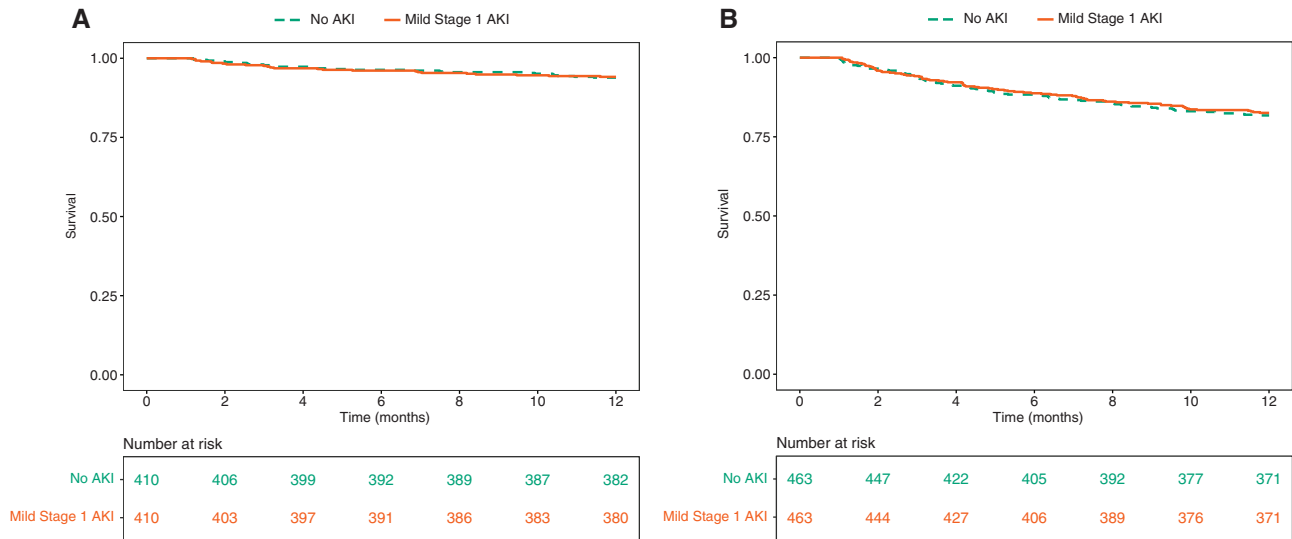 A
No AKI Mild Stage 1 AKI
1.00
0.75
0.50
0.25
0.00
Survival
0 2 4 6 8 10 12
Time (months)
Number at risk
No AKI 410 406 399 392 389 387 382
Mild Stage 1 AKI 410 403 397 391 386 383 380
B
No AKI Mild Stage 1 AKI
1.00
0.75
0.50
0.25
0.00
Survival
0 2 4 6 8 10 12
Time (months)
Number at risk
No AKI 463 447 422 405 392 377 371
Mild Stage 1 AKI 463 444 427 406 389 376 371